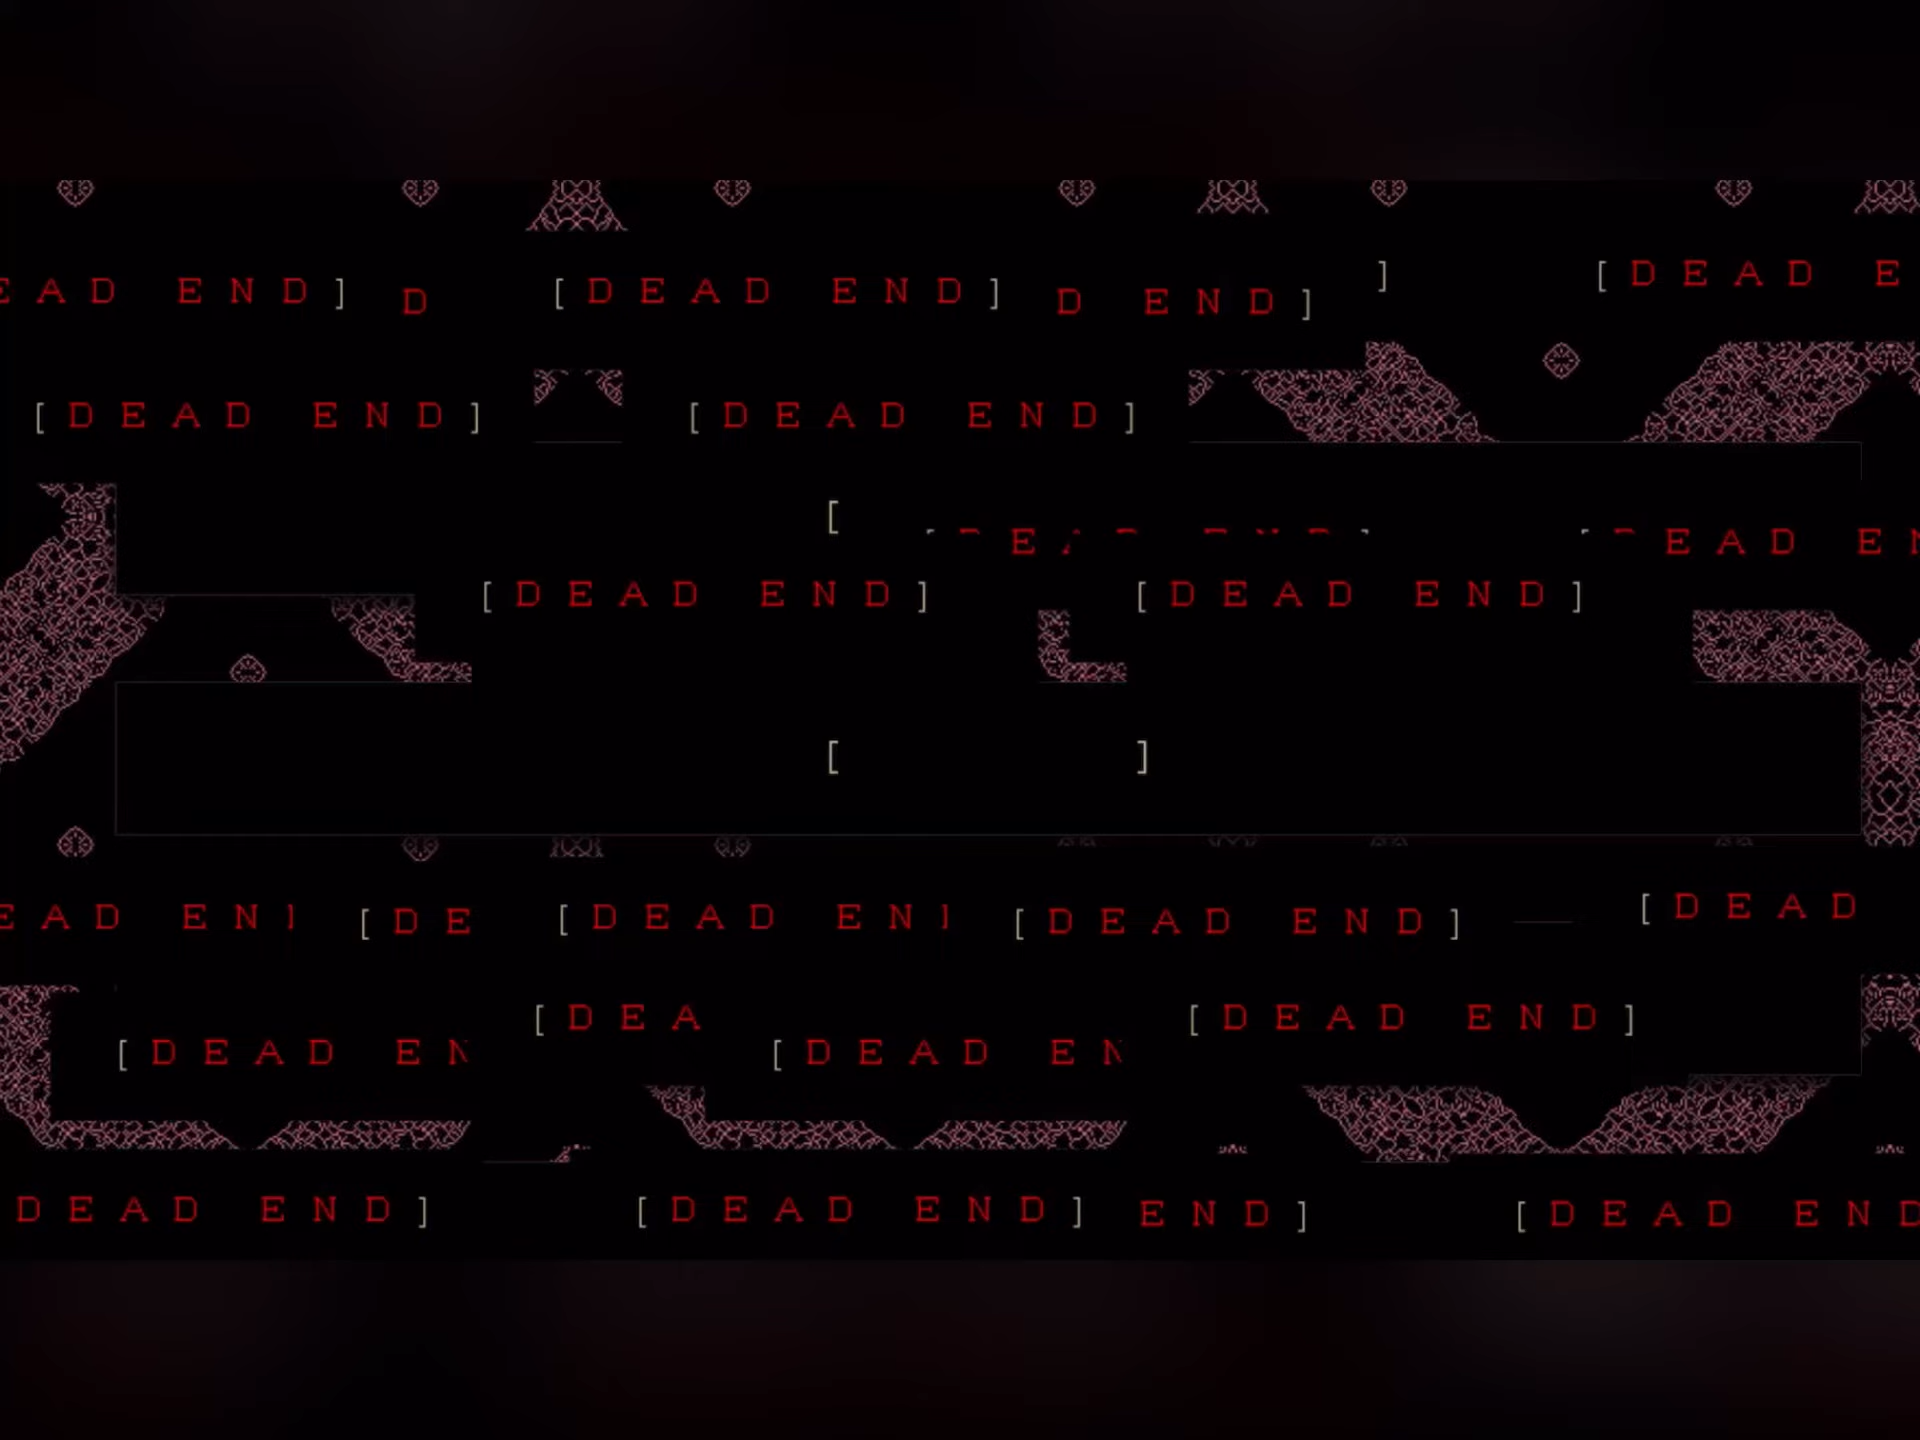 EAD END] D [DEAD END] D END] ] [DEAD E
[DEAD END] [DEAD END]
[
E E A D E N
[DEAD END] [DEAD END]
[ ]
EAD EN [DE [DEAD EN [DEAD END] [DEAD
[DEA [DEAD END]
[DEAD EN [DEAD EN
DEAD END] [DEAD END] END] [DEAD END